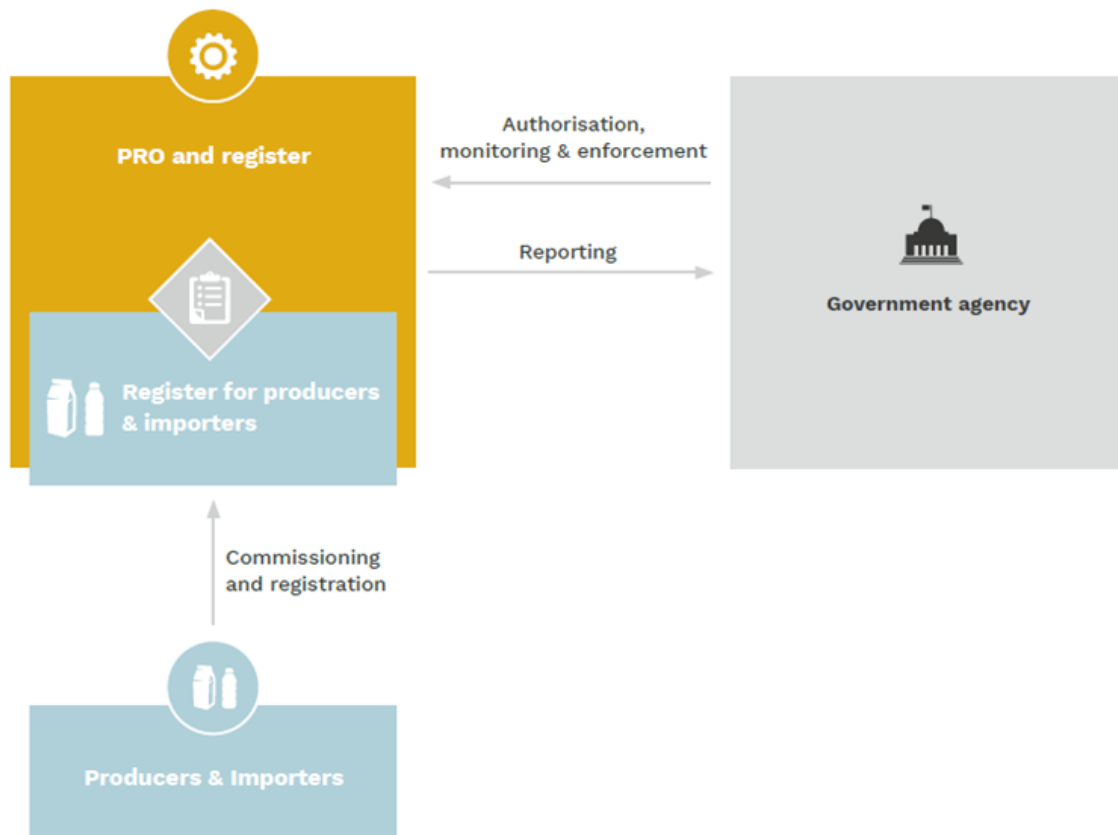 PRO and register
Authorisation,
monitoring & enforcement
Reporting
Government agency
Register for producers
& importers
Commissioning
and registration
Producers & Importers